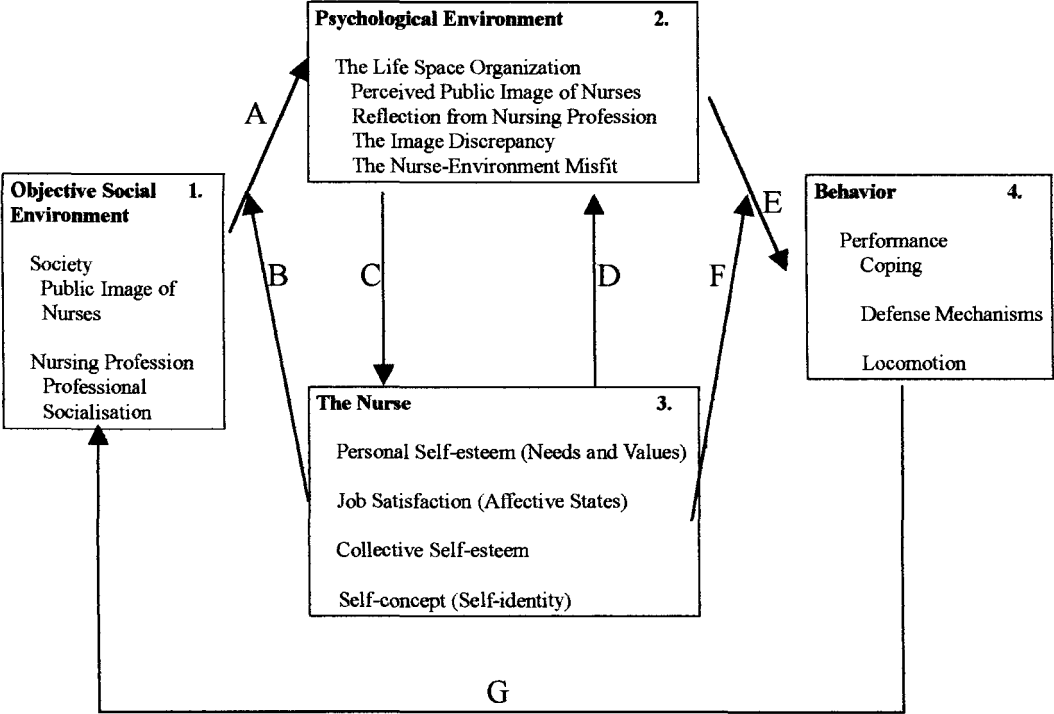 Psychological Environment 2.
The Life Space Organization
Perceived Public Image of Nurses
Reflection from Nursing Profession
The Image Discrepancy
The Nurse-Environment Misfit
A
Objective Social 1.
Environment
Society
Public Image of
Nurses
Nursing Profession
Professional
Socialisation
B
C
D
F
E
Behavior 4.
Performance
Coping
Defense Mechanisms
Locomotion
The Nurse 3.
Personal Self-esteem (Needs and Values)
Job Satisfaction (Affective States)
Collective Self-esteem
Self-concept (Self-identity)
G